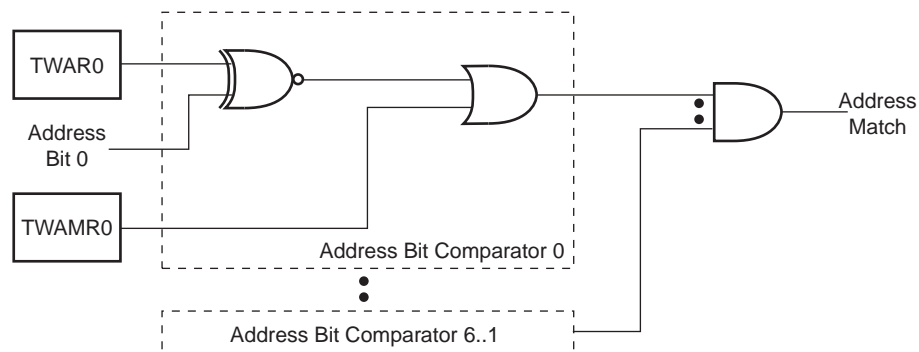 TWAR0
Address
Bit 0
TWAMR0
Address Bit Comparator 0
Address
Match
Address Bit Comparator 6..1